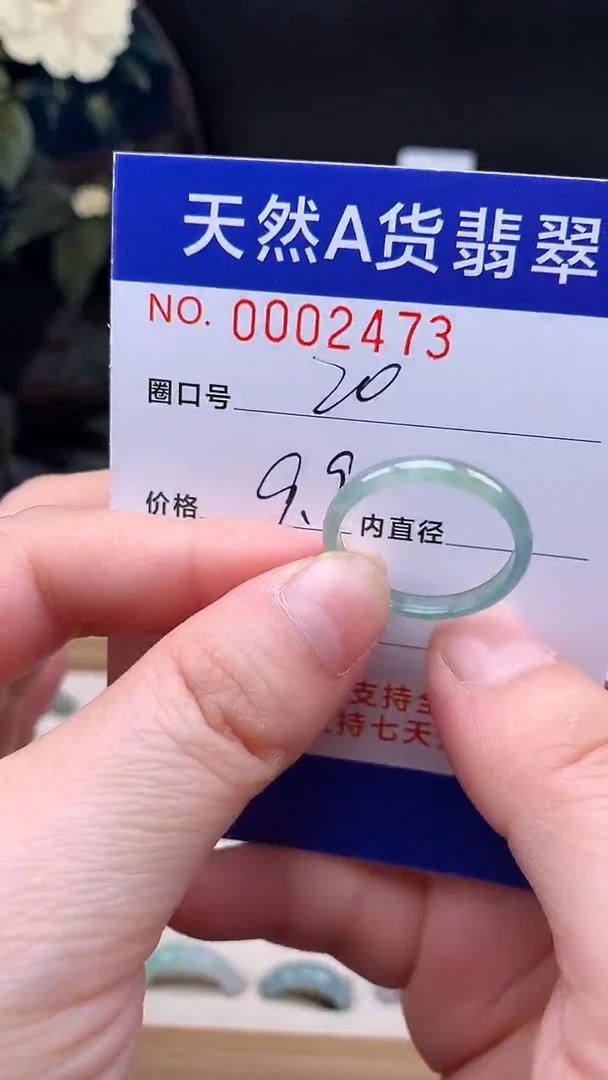 天然A货翡翠
NO. 0002473
圈口号 20
价格 9.9 内直径
支持全
持七天